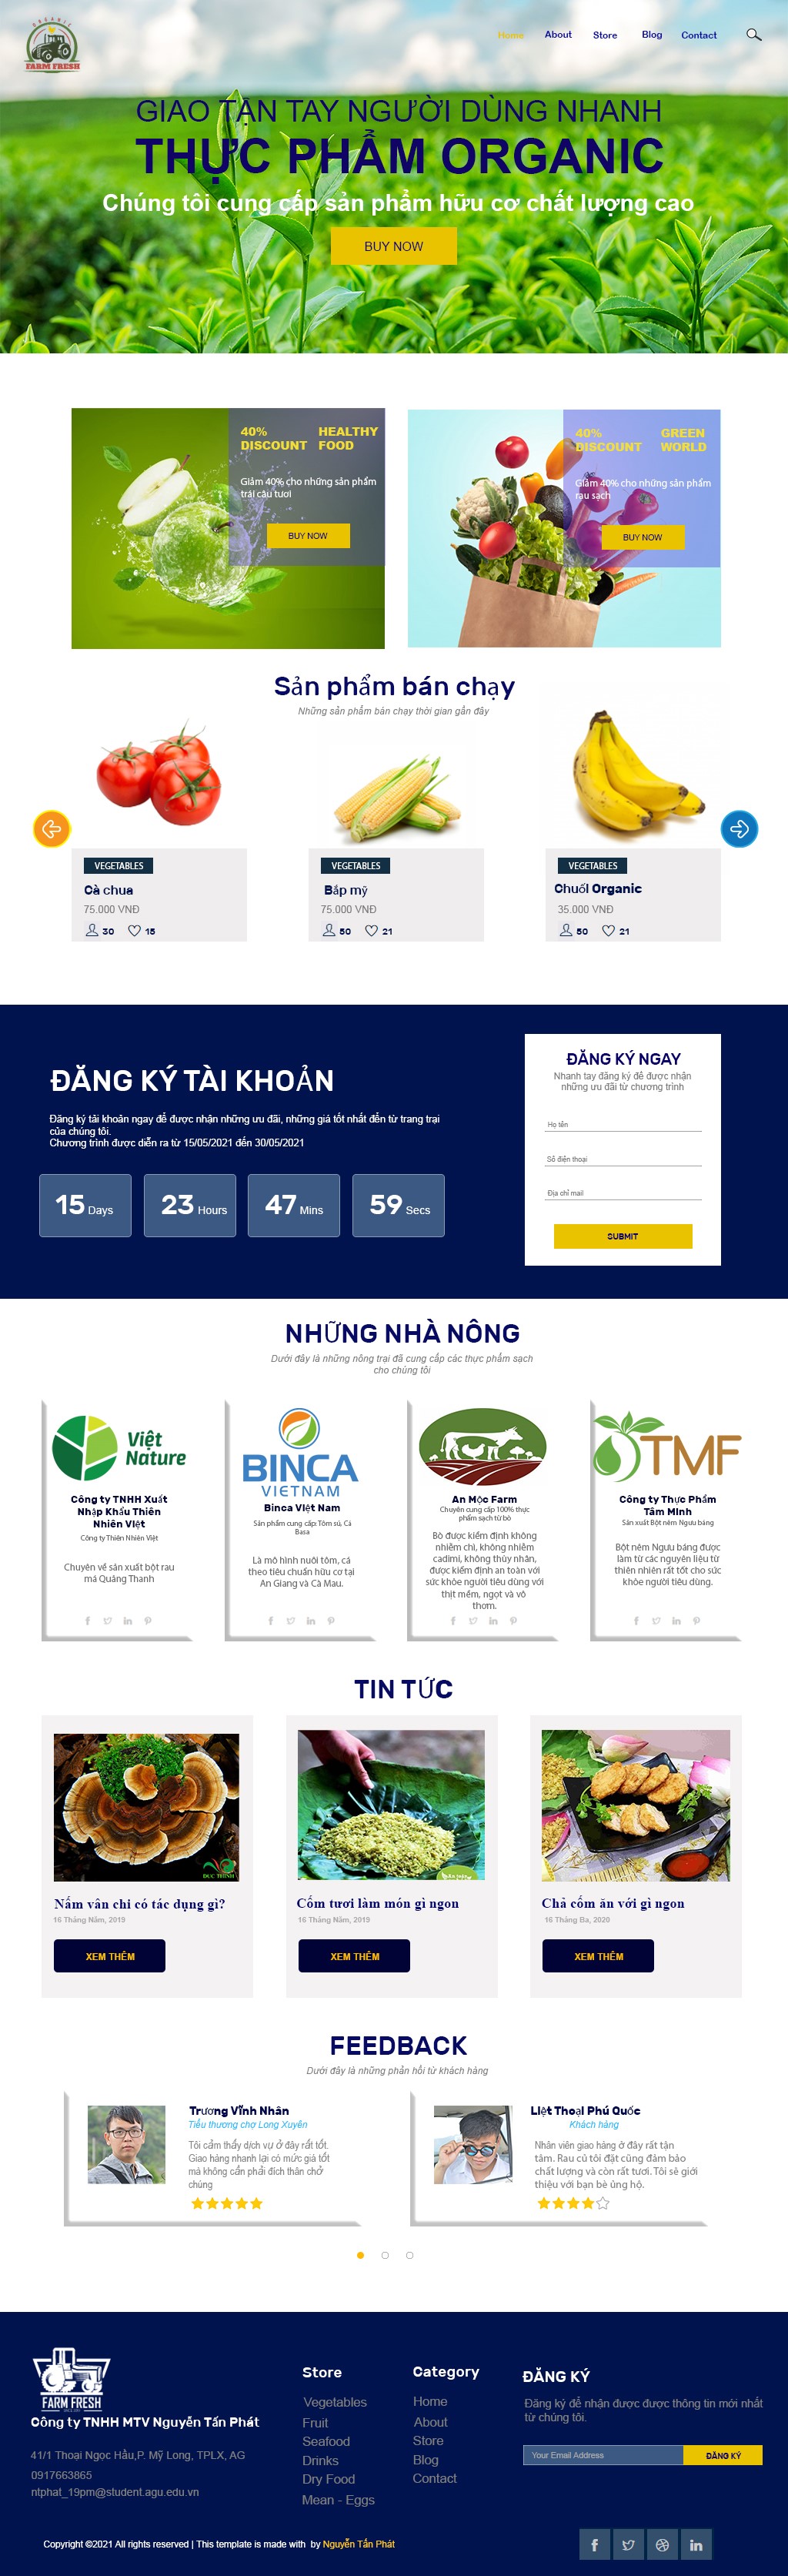 ORGANIC
FARM FRESH
Home About Store Blog Contact
GIAO TẬN TAY NGƯỜI DÙNG NHANH
THỰC PHẨM ORGANIC
Chúng tôi cung cấp sản phẩm hữu cơ chất lượng cao
BUY NOW
40% HEALTHY
DISCOUNT FOOD
Giảm 40% cho những sản phẩm
trái cây tươi
BUY NOW
40% GREEN
DISCOUNT WORLD
Giảm 40% cho những sản phẩm
rau sạch
BUY NOW
Sản phẩm bán chạy
Những sản phẩm bán chạy thời gian gần đây
VEGETABLES
Cà chua
75.000 VNĐ
30 15
VEGETABLES
Bắp mỹ
75.000 VNĐ
50 21
VEGETABLES
Chuối Organic
35.000 VNĐ
50 21
ĐĂNG KÝ TÀI KHOẢN
Đăng ký tài khoản ngay để được nhận những ưu đãi, những giá tốt nhất đến từ trang trại
của chúng tôi.
Chương trình được diễn ra từ 15/05/2021 đến 30/05/2021
15 Days 23 Hours 47 Mins 59 Secs
ĐĂNG KÝ NGAY
Nhanh tay đăng ký để được nhận
những ưu đãi từ chương trình
Họ tên
Số điện thoại
Địa chỉ mail
SUBMIT
NHỮNG NHÀ NÔNG
Dưới đây là những nông trại đã cung cấp các thực phẩm sạch
cho chúng tôi
Việt
Nature
Công ty TNHH Xuất
Nhập Khẩu Thiên
Nhiên Việt
Công ty Thiên Nhiên Việt
Chuyên về sản xuất bột rau
má Quảng Thanh
BINCA
VIETNAM
Binca Việt Nam
Sản phẩm cung cấp:Tôm sú, Cá
Basa
Là mô hình nuôi tôm, cá
theo tiêu chuẩn hữu cơ tại
An Giang và Cà Mau.
An Mộc Farm
Chuyên cung cấp 100% thực
phẩm sạch từ bò
Bò được kiểm định không
nhiễm chì, không nhiễm
cadimi, không thủy nhân,
được kiểm định an toàn với
sức khỏe người tiêu dùng với
thịt mềm, ngọt và vô
thơm.
TMF
Công ty Thực Phẩm
Tâm Minh
Sản xuất Bột nêm Ngưu báng
Bột nêm Ngưu báng được
làm từ các nguyên liệu từ
thiên nhiên rất tốt cho sức
khỏe người tiêu dùng.
TIN TỨC
ĐỨC THỊNH
Nấm vân chi có tác dụng gì?
16 Tháng Năm, 2019
XEM THÊM
Cốm tươi làm món gì ngon
16 Tháng Năm, 2019
XEM THÊM
Chả cốm ăn với gì ngon
16 Tháng Ba, 2020
XEM THÊM
FEEDBACK
Dưới đây là những phản hồi từ khách hàng
Trương Vĩnh Nhân
Tiểu thương chợ Long Xuyên
Tôi cảm thấy dịch vụ ở đây rất tốt.
Giao hàng nhanh lại có mức giá tốt
mà không cần phải đích thân chở
chúng
Liệt Thoại Phú Quốc
Khách hàng
Nhân viên giao hàng ở đây rất tận
tâm. Rau củ tôi đặt cũng đảm bảo
chất lượng và còn rất tươi. Tôi sẽ giới
thiệu với bạn bè ủng hộ.
FARM FRESH
Công ty TNHH MTV Nguyễn Tấn Phát
41/1 Thoại Ngọc Hầu,P. Mỹ Long, TPLX, AG
0917663865
ntphat_19pm@student.agu.edu.vn
Store
Vegetables
Fruit
Seafood
Drinks
Dry Food
Mean - Eggs
Category
Home
About
Store
Blog
Contact
ĐĂNG KÝ
Đăng ký để nhận được được thông tin mới nhất
từ chúng tôi.
Your Email Address ĐĂNG KÝ
Copyright ©2021 All rights reserved | This template is made with by Nguyễn Tấn Phát